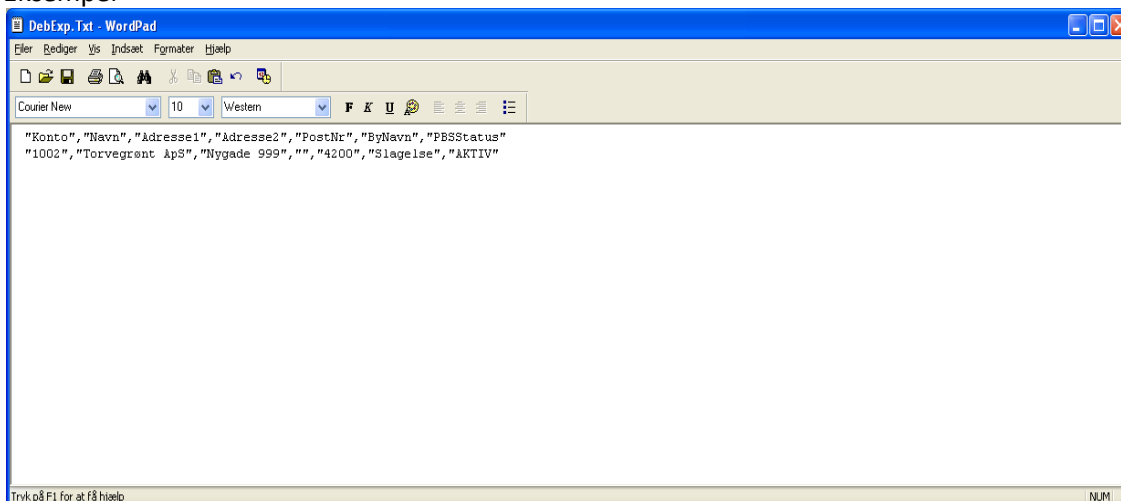 Eksempel
DebExp.Txt - WordPad
Filer Rediger Vis Indsæt Formater Hjælp
Courier New 10 Western F K U
"Konto","Navn","Adresse1","Adresse2","PostNr","ByNavn","PBSStatus"
"1002","Torvegrønt ApS","Nygade 999","","4200","Slagelse","AKTIV"
Tryk på F1 for at få hjælp NUM